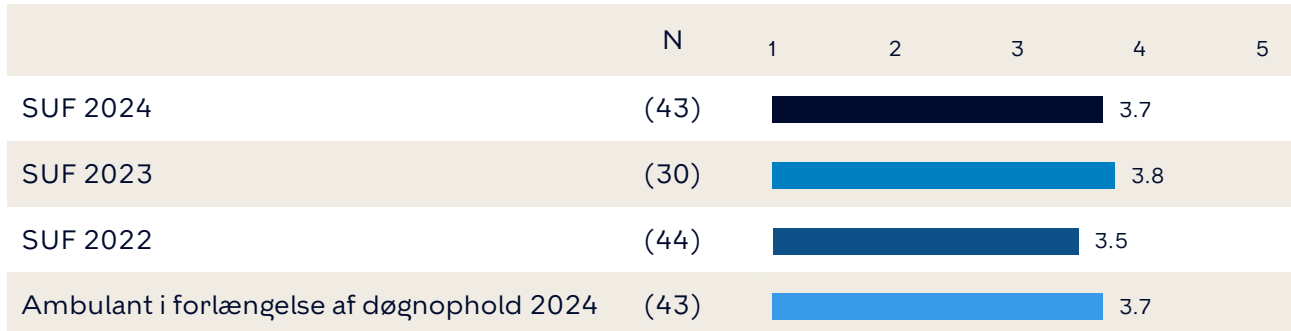 N 1 2 3 4 5
SUF 2024 (43) 3.7
SUF 2023 (30) 3.8
SUF 2022 (44) 3.5
Ambulant i forlængelse af døgnophold 2024 (43) 3.7